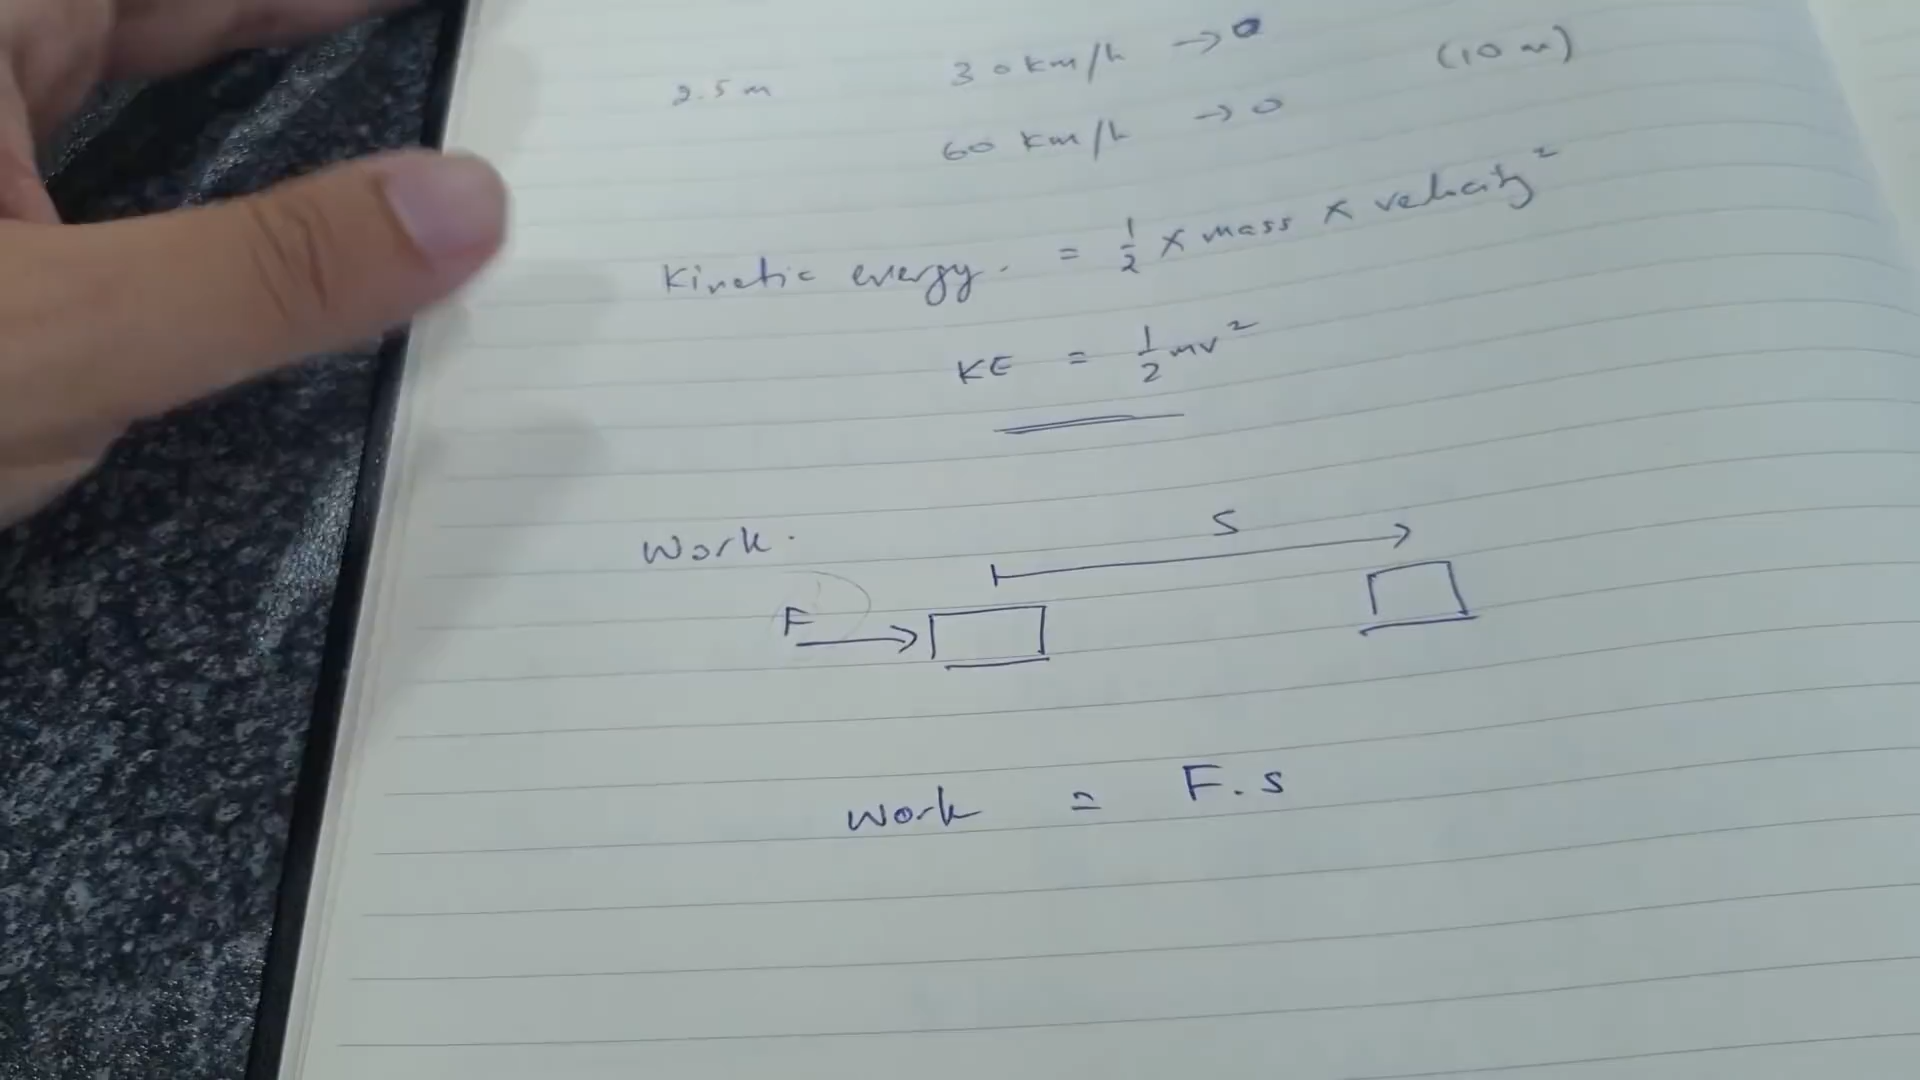 2.5 m 30 km/h → 0 (10 m)
60 km/h → 0
Kinetic energy. = 1/2 x mass x velocity²
KE = 1/2 mv²
Work.
S
F
Work = F. s